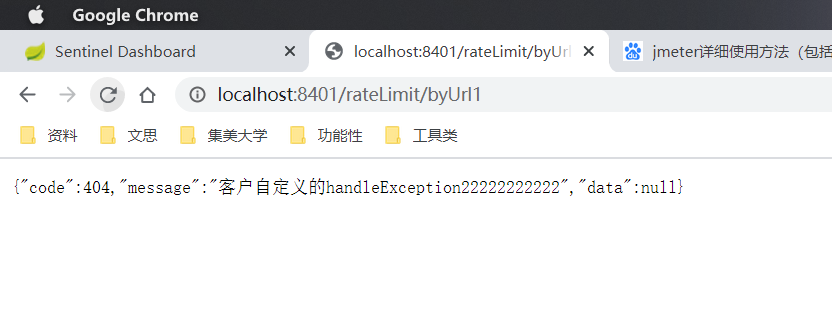 Google Chrome
Sentinel Dashboard
localhost:8401/rateLimit/byUrl
jmeter详细使用方法（包括
localhost:8401/rateLimit/byUrl1
资料 文思 集美大学 功能性 工具类
{"code":404,"message":"客户自定义的handleException22222222222","data":null}